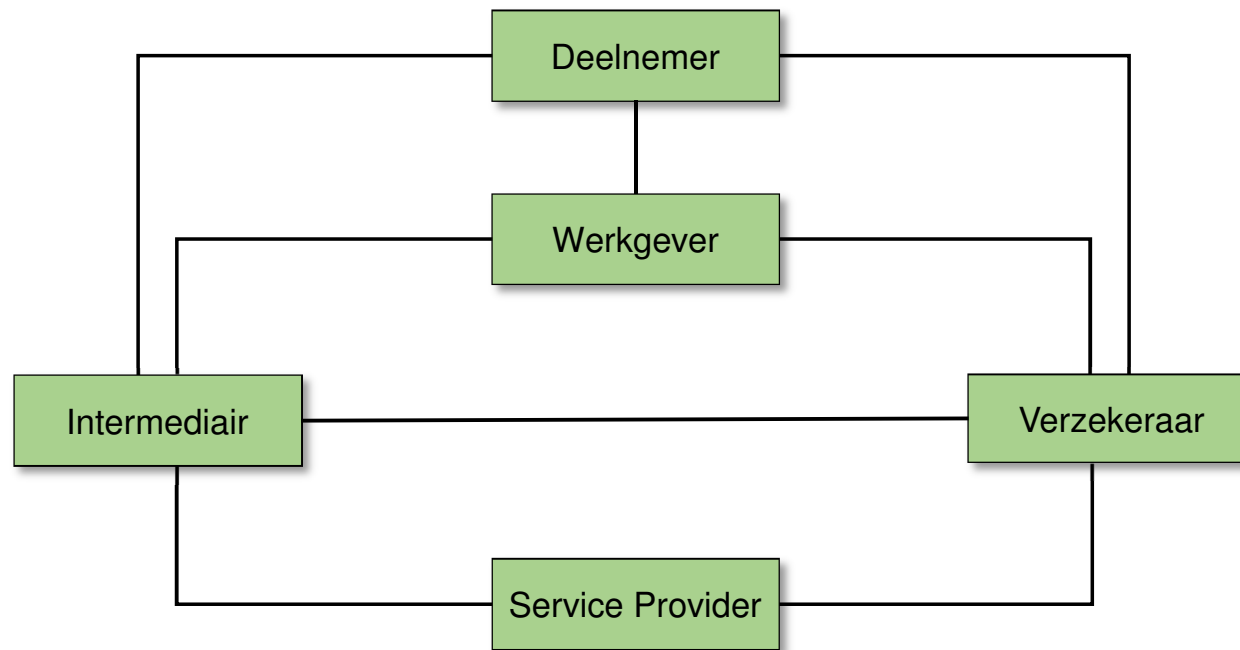 Deelnemer
Werkgever
Intermediair
Verzekeraar
Service Provider